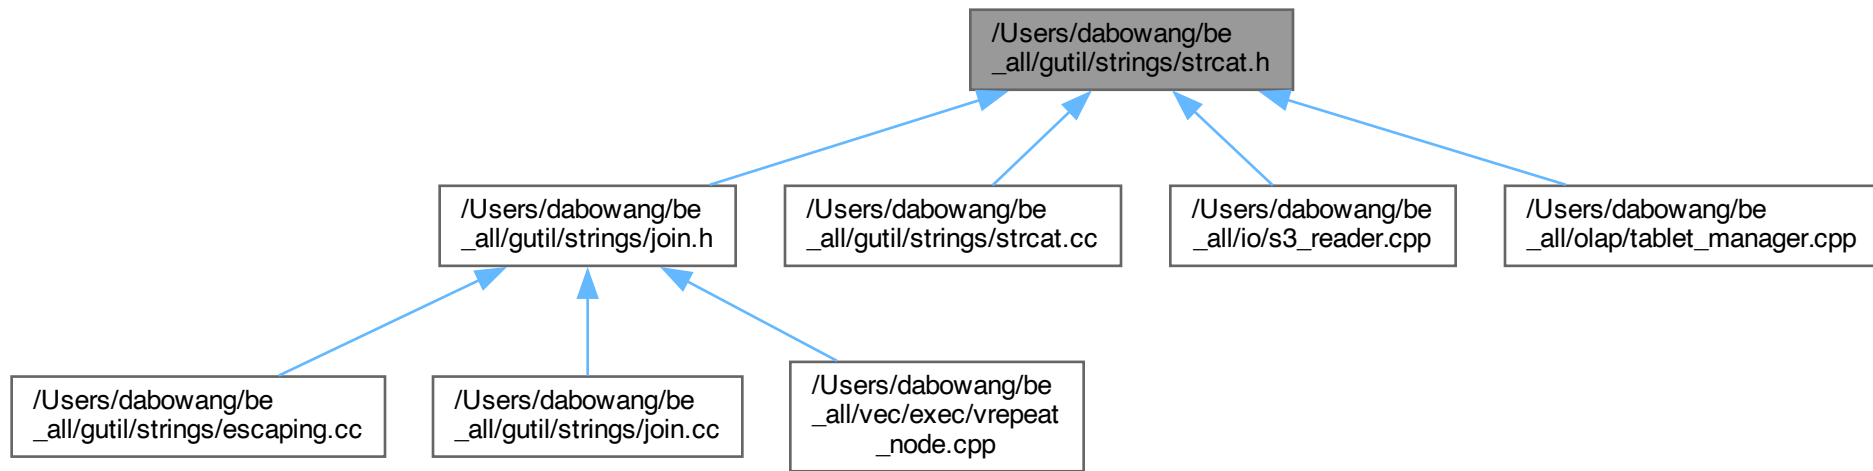 /Users/dabowang/be
_all/gutil/strings/strcat.h
/Users/dabowang/be
_all/gutil/strings/join.h
/Users/dabowang/be
_all/gutil/strings/strcat.cc
/Users/dabowang/be
_all/io/s3_reader.cpp
/Users/dabowang/be
_all/olap/tablet_manager.cpp
/Users/dabowang/be
_all/gutil/strings/escaping.cc
/Users/dabowang/be
_all/gutil/strings/join.cc
/Users/dabowang/be
_all/vec/exec/vrepeat
_node.cpp